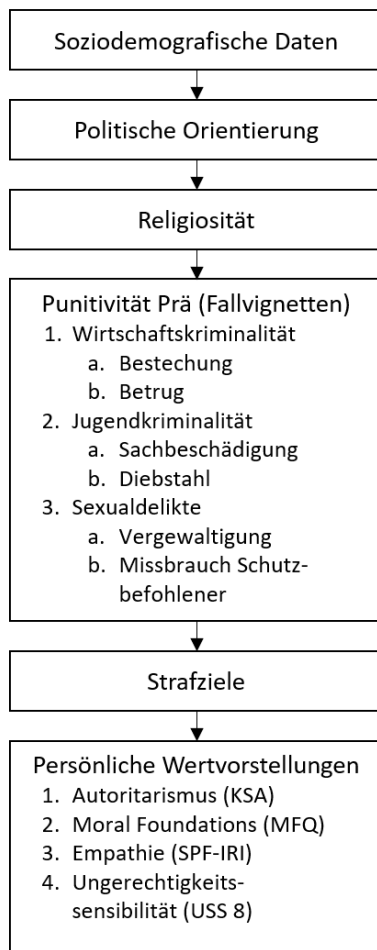 Soziodemografische Daten
Politische Orientierung
Religiosität
Punitivität Prä (Fallvignetten)
1. Wirtschaftskriminalität
a. Bestechung
b. Betrug
2. Jugendkriminalität
a. Sachbeschädigung
b. Diebstahl
3. Sexualdelikte
a. Vergewaltigung
b. Missbrauch Schutz-
befohlener
Strafziele
Persönliche Wertvorstellungen
1. Autoritarismus (KSA)
2. Moral Foundations (MFQ)
3. Empathie (SPF-IRI)
4. Ungerechtigkeits-
sensibilität (USS 8)